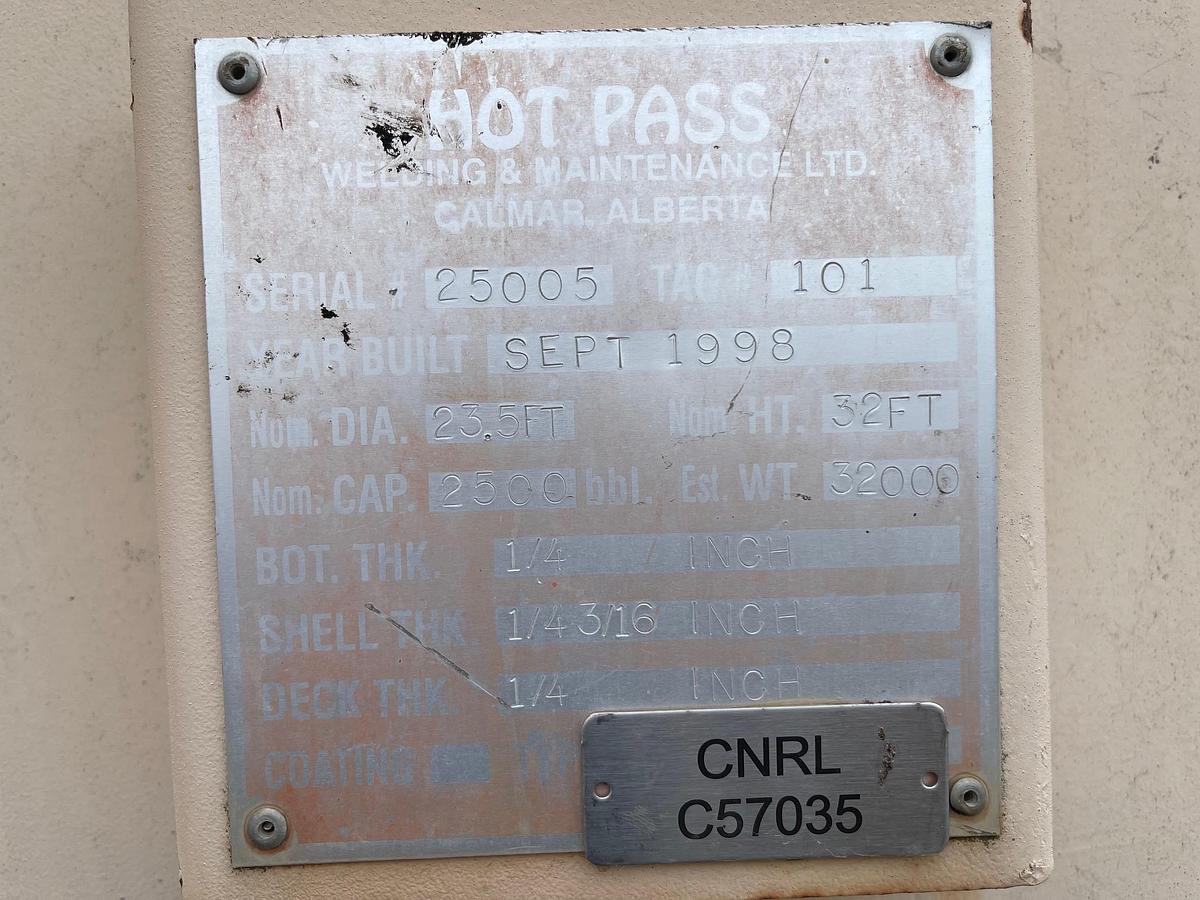 HOT PASS
WELDING & MAINTENANCE LTD.
CALMAR, ALBERTA
SERIAL # 25005 TAG # 101
YEAR BUILT SEPT 1998
Nom. DIA. 23.5FT Nom. HT. 32FT
Nom. CAP. 2500 bbl. Est. WT. 32000
BOT. THK. 1/4 INCH
SHELL THK. 1/4 3/16 INCH
DECK THK. 1/4 INCH
COATING
CNRL
C57035